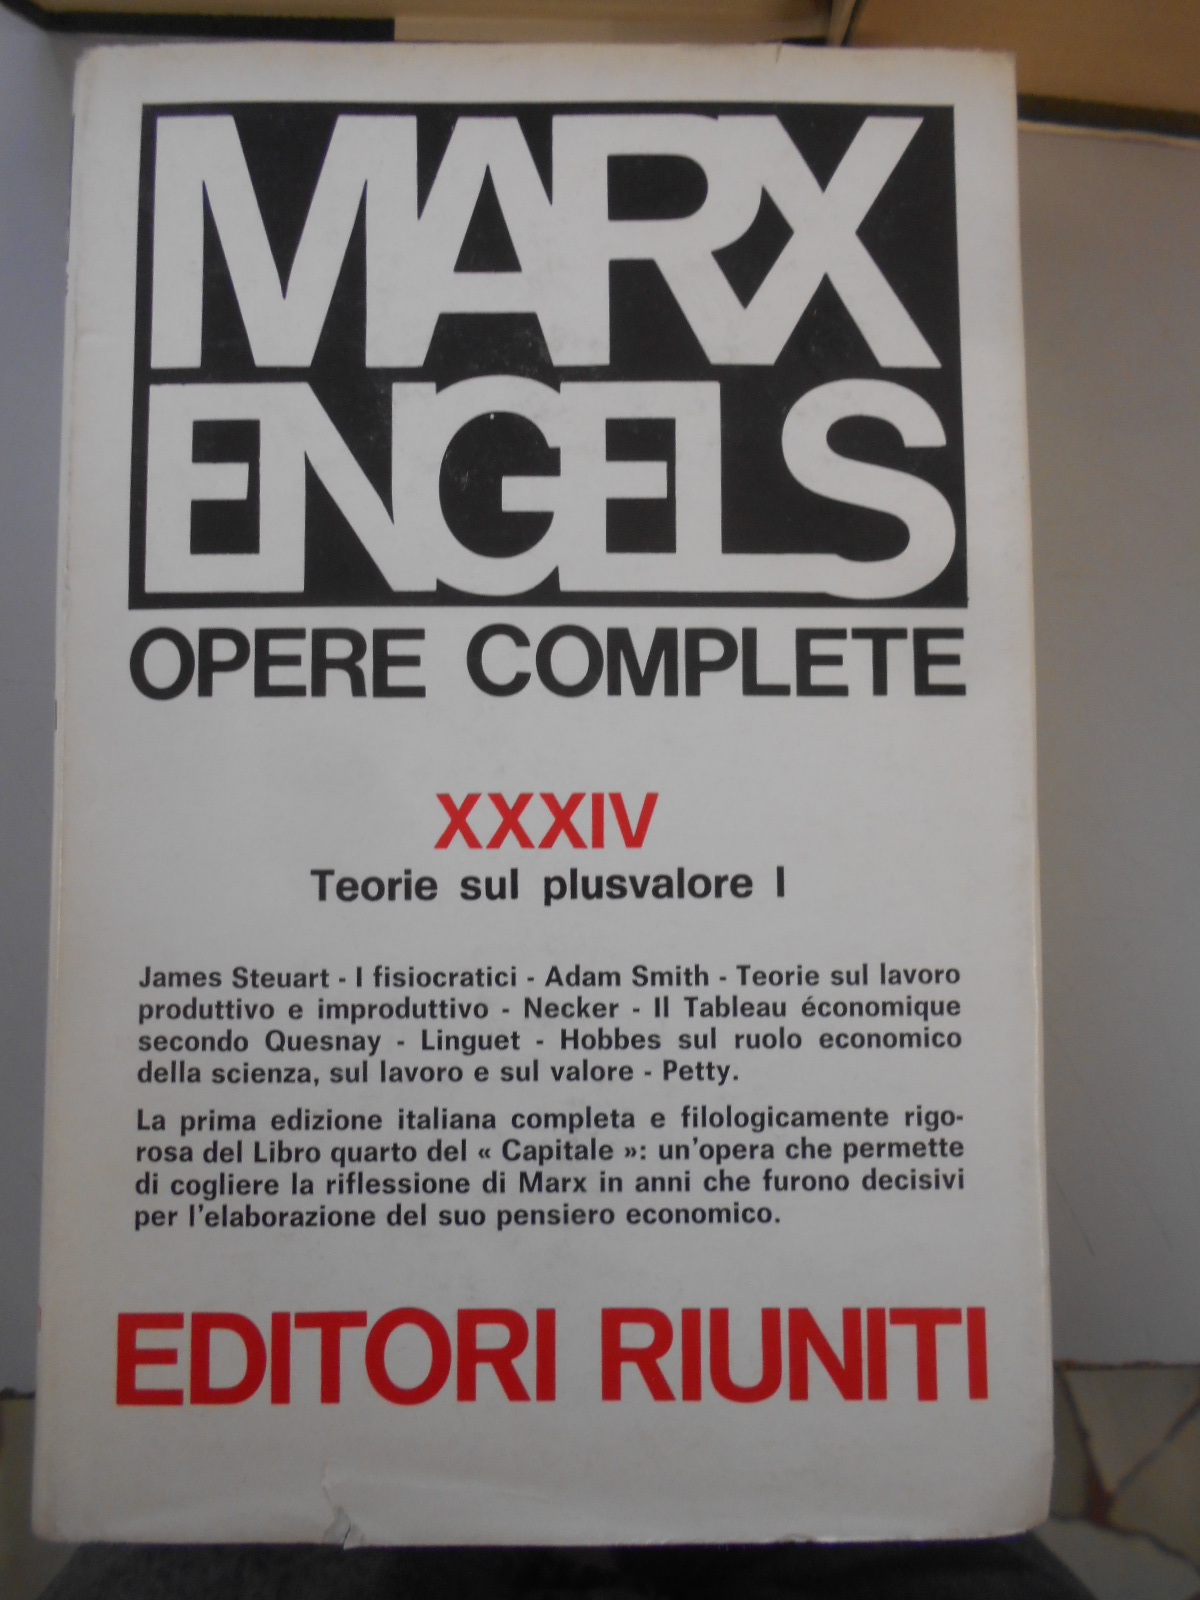 MARX
ENGELS
OPERE COMPLETE
XXXIV
Teorie sul plusvalore I
James Steuart - I fisiocratici - Adam Smith - Teorie sul lavoro
produttivo e improduttivo - Necker - Il Tableau économique
secondo Quesnay - Linguet - Hobbes sul ruolo economico
della scienza, sul lavoro e sul valore - Petty.
La prima edizione italiana completa e filologicamente rigo-
rosa del Libro quarto del « Capitale »: un'opera che permette
di cogliere la riflessione di Marx in anni che furono decisivi
per l'elaborazione del suo pensiero economico.
EDITORI RIUNITI